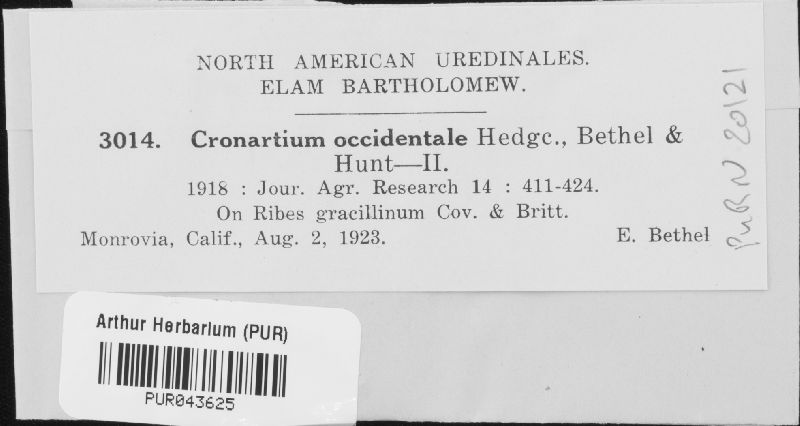 NORTH AMERICAN UREDINALES.
ELAM BARTHOLOMEW.
3014. Cronartium occidentale Hedgc., Bethel &
Hunt—II.
1918 : Jour. Agr. Research 14 : 411-424.
On Ribes gracillinum Cov. & Britt.
Monrovia, Calif., Aug. 2, 1923. E. Bethel
PURN 20121
Arthur Herbarium (PUR)
PUR043625